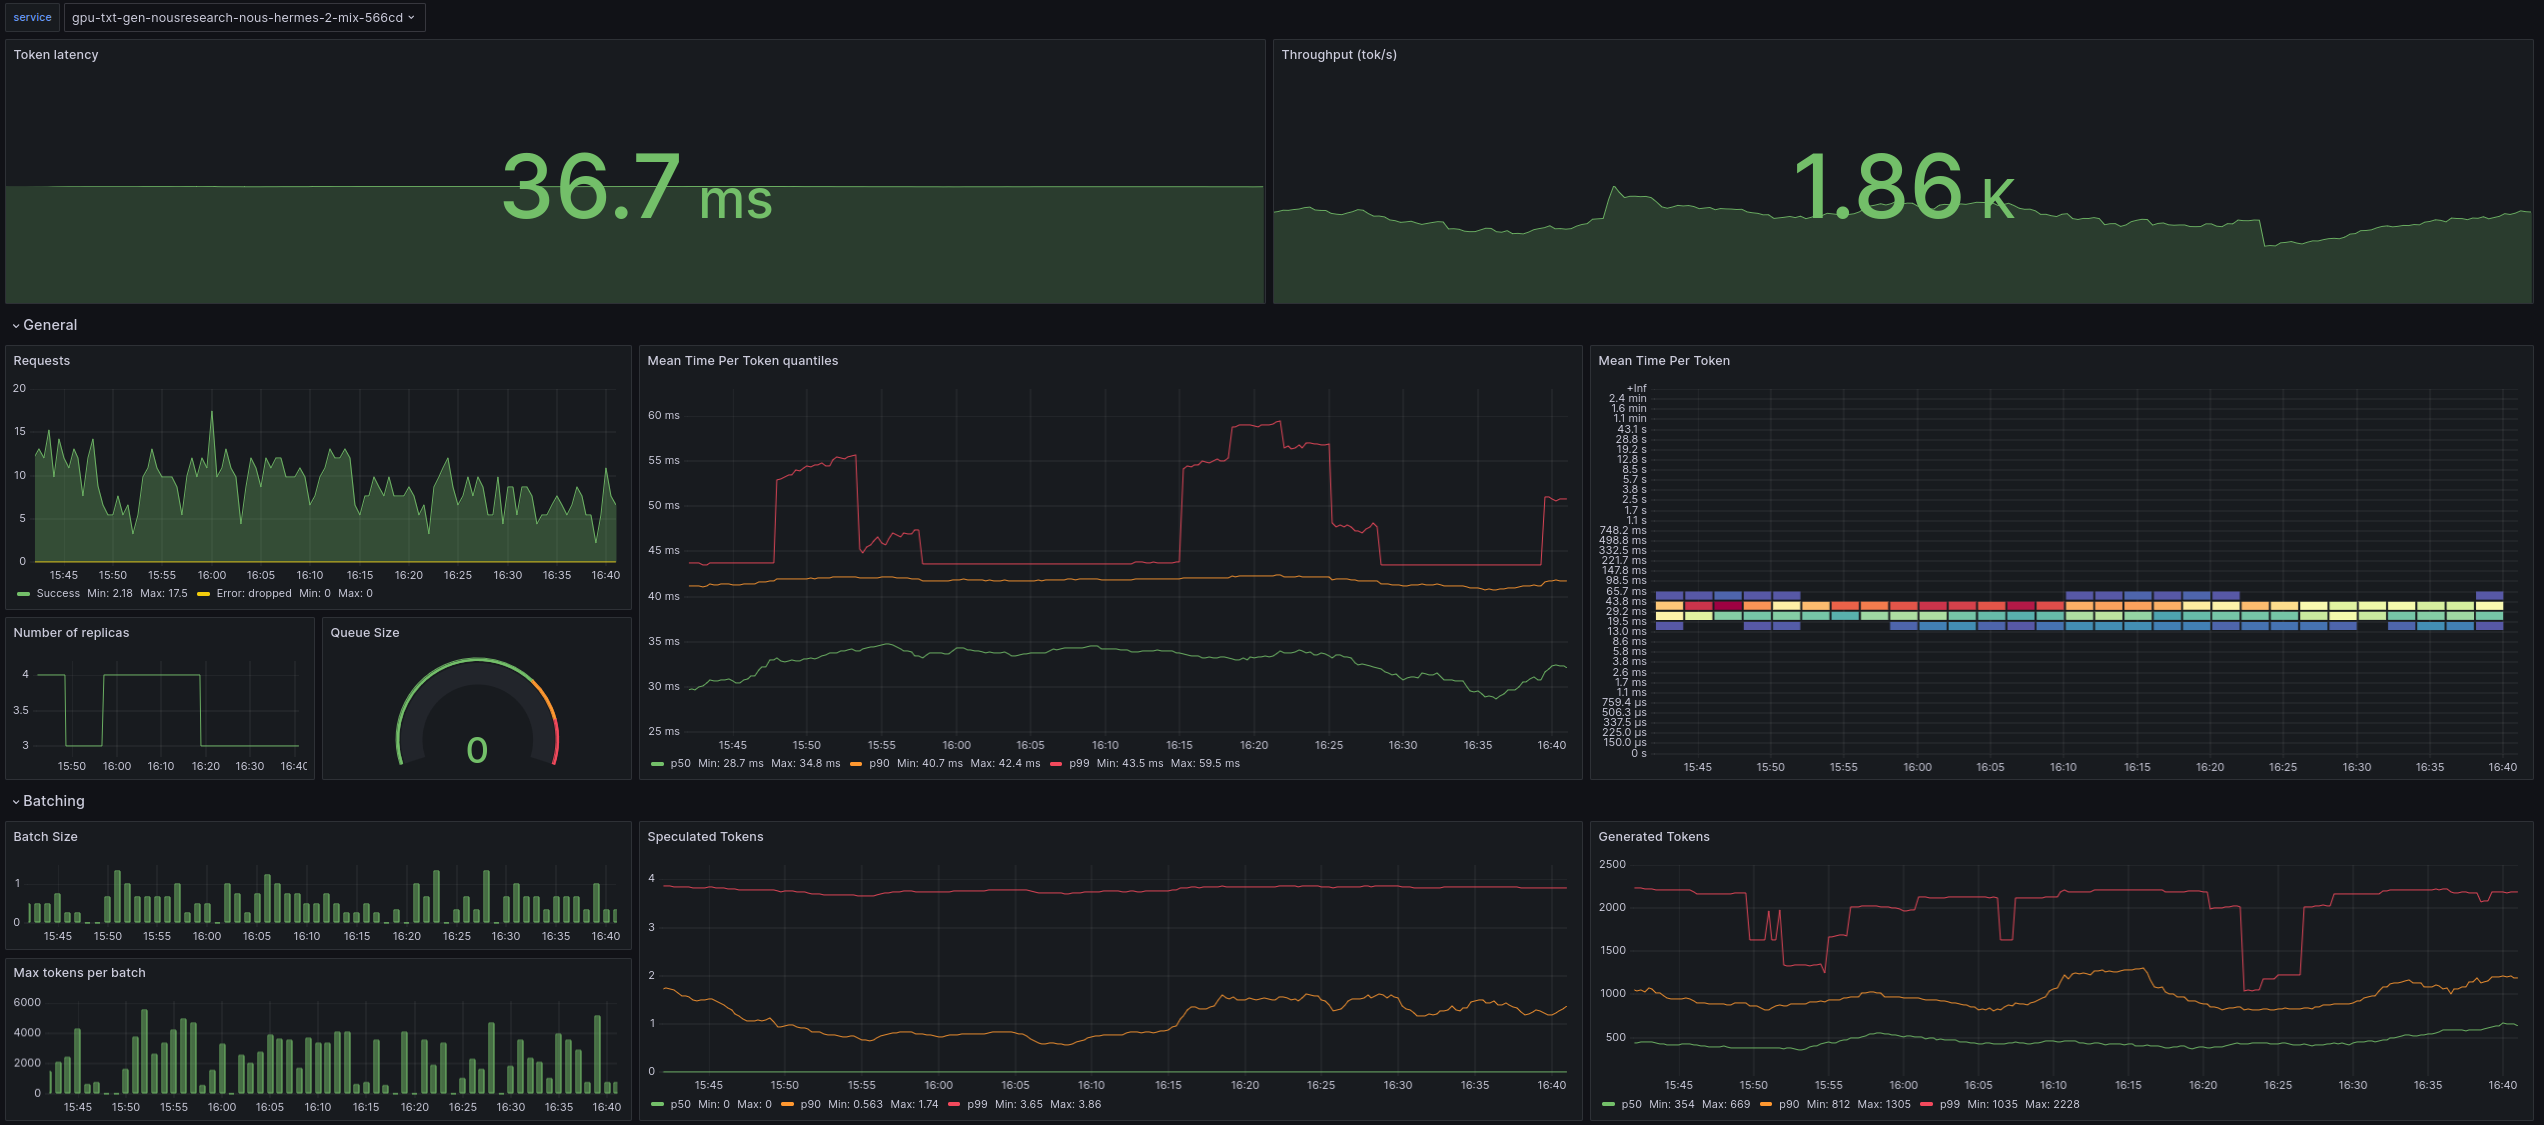 service gpu-txt-gen-nousresearch-nous-hermes-2-mix-566cd
Token latency
36.7 ms
Throughput (tok/s)
1.86 K
General
Requests
20
15
10
5
0
15:45 15:50 15:55 16:00 16:05 16:10 16:15 16:20 16:25 16:30 16:35 16:40
Success Min: 2.18 Max: 17.5 Error: dropped Min: 0 Max: 0
Number of replicas
4
3.5
3
15:50 16:00 16:10 16:20 16:30 16:40
Queue Size
0
Mean Time Per Token quantiles
60 ms
55 ms
50 ms
45 ms
40 ms
35 ms
30 ms
25 ms
15:45 15:50 15:55 16:00 16:05 16:10 16:15 16:20 16:25 16:30 16:35 16:40
p50 Min: 28.7 ms Max: 34.8 ms p90 Min: 40.7 ms Max: 42.4 ms p99 Min: 43.5 ms Max: 59.5 ms
Mean Time Per Token
+Inf
2.4 min
1.6 min
1.1 min
43.1 s
28.8 s
19.2 s
12.8 s
8.5 s
5.7 s
3.8 s
2.5 s
1.7 s
1.1 s
748.2 ms
498.8 ms
332.5 ms
221.7 ms
147.8 ms
98.5 ms
65.7 ms
43.8 ms
29.2 ms
19.5 ms
13.0 ms
8.6 ms
5.8 ms
3.8 ms
2.6 ms
1.7 ms
1.1 ms
759.4 µs
506.3 µs
337.5 µs
225.0 µs
150.0 µs
0 s
15:45 15:50 15:55 16:00 16:05 16:10 16:15 16:20 16:25 16:30 16:35 16:40
Batching
Batch Size
1
0
15:45 15:50 15:55 16:00 16:05 16:10 16:15 16:20 16:25 16:30 16:35 16:40
Max tokens per batch
6000
4000
2000
0
15:45 15:50 15:55 16:00 16:05 16:10 16:15 16:20 16:25 16:30 16:35 16:40
Speculated Tokens
4
3
2
1
0
15:45 15:50 15:55 16:00 16:05 16:10 16:15 16:20 16:25 16:30 16:35 16:40
p50 Min: 0 Max: 0 p90 Min: 0.563 Max: 1.74 p99 Min: 3.65 Max: 3.86
Generated Tokens
2500
2000
1500
1000
500
15:45 15:50 15:55 16:00 16:05 16:10 16:15 16:20 16:25 16:30 16:35 16:40
p50 Min: 354 Max: 669 p90 Min: 812 Max: 1305 p99 Min: 1035 Max: 2228